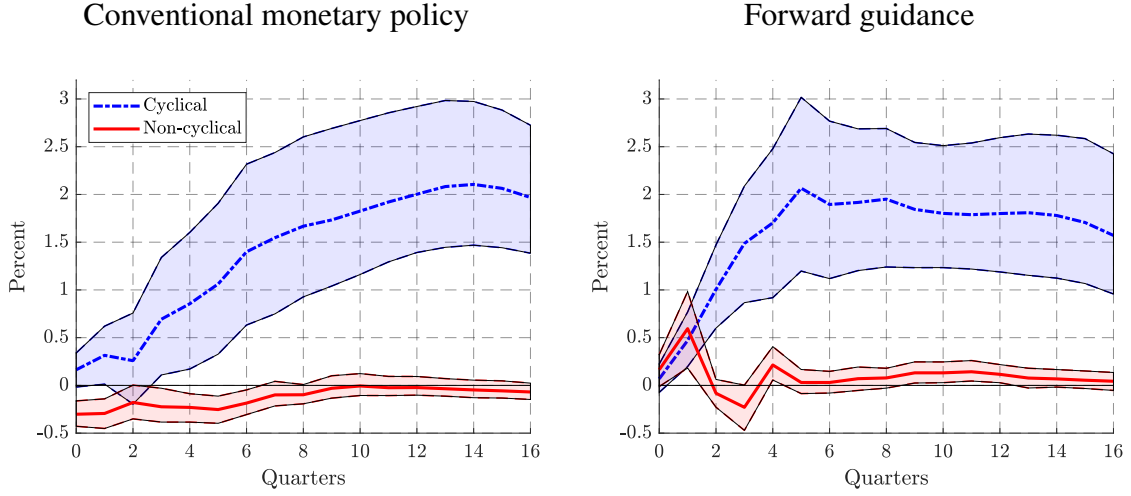 Conventional monetary policy
Percent
3
2.5
2
1.5
1
0.5
0
-0.5
Cyclical
Non-cyclical
0 2 4 6 8 10 12 14 16
Quarters
Forward guidance
Percent
3
2.5
2
1.5
1
0.5
0
-0.5
0 2 4 6 8 10 12 14 16
Quarters